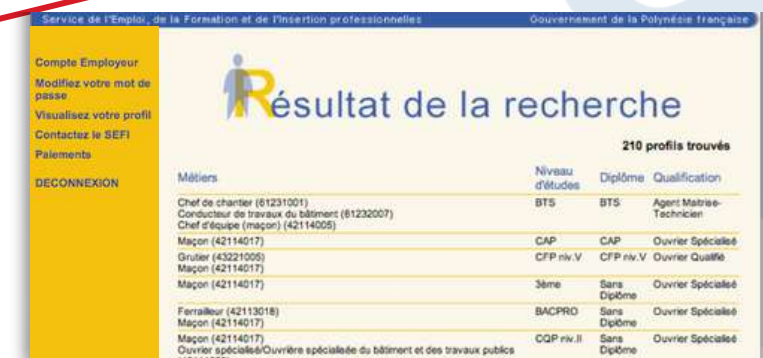 Service de l'Emploi, de la Formation et de l'Insertion professionnelles Gouvernement de la Polynésie française
Compte Employeur
Modifiez votre mot de
passe
Visualisez votre profil
Contactez le SEFI
Paiements
DECONNEXION
Résultat de la recherche
210 profils trouvés
Métiers Niveau d'études Diplôme Qualification
Chef de chantier (61231001) BTS BTS Agent Maitrise-
Conducteur de travaux du bâtiment (61232007) Technicien
Chef d'équipe (maçon) (42114005)
Maçon (42114017) CAP CAP Ouvrier Spécialisé
Grutier (43221005) CFP niv.V CFP niv.V Ouvrier Qualifié
Maçon (42114017)
Maçon (42114017) 3ème Sans Ouvrier Spécialisé
Diplôme
Ferrailleur (42113018) BACPRO Sans Ouvrier Spécialisé
Maçon (42114017) Diplôme
Maçon (42114017) CQP niv.II Sans Ouvrier Spécialisé
Ouvrier spécialisé/Ouvrière spécialisée du bâtiment et des travaux publics Diplôme